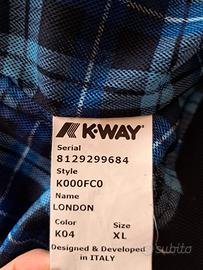 K-WAY
Serial
8129299684
Style
K000FC0
Name
LONDON
Color Size
K04 XL
Designed & Developed
in ITALY
subito